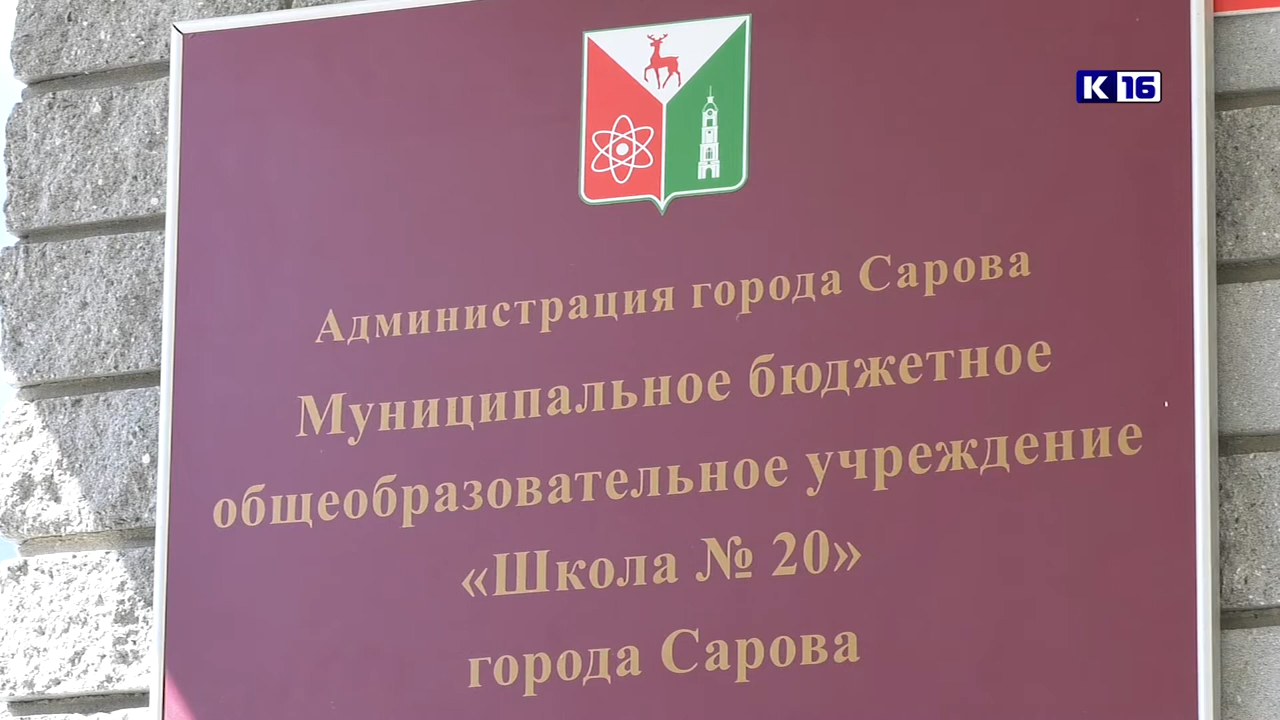 К 16
Администрация города Сарова
Муниципальное бюджетное
общеобразовательное учреждение
«Школа № 20»
города Сарова